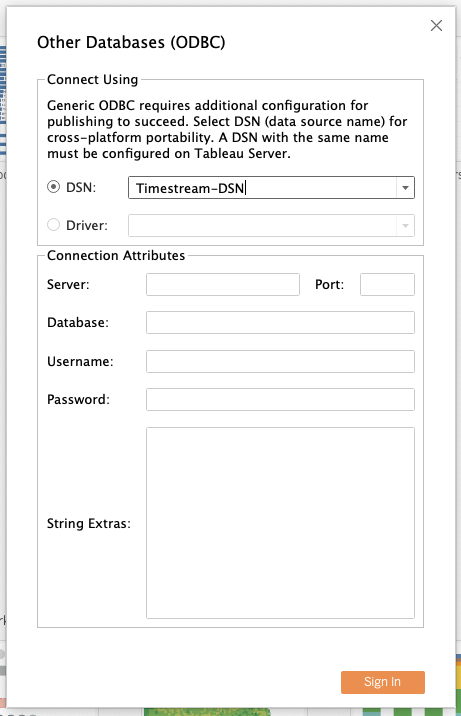 Other Databases (ODBC)
Connect Using
Generic ODBC requires additional configuration for
publishing to succeed. Select DSN (data source name) for
cross-platform portability. A DSN with the same name
must be configured on Tableau Server.
DSN: Timestream-DSN
Driver:
Connection Attributes
Server: Port:
Database:
Username:
Password:
String Extras:
Sign In